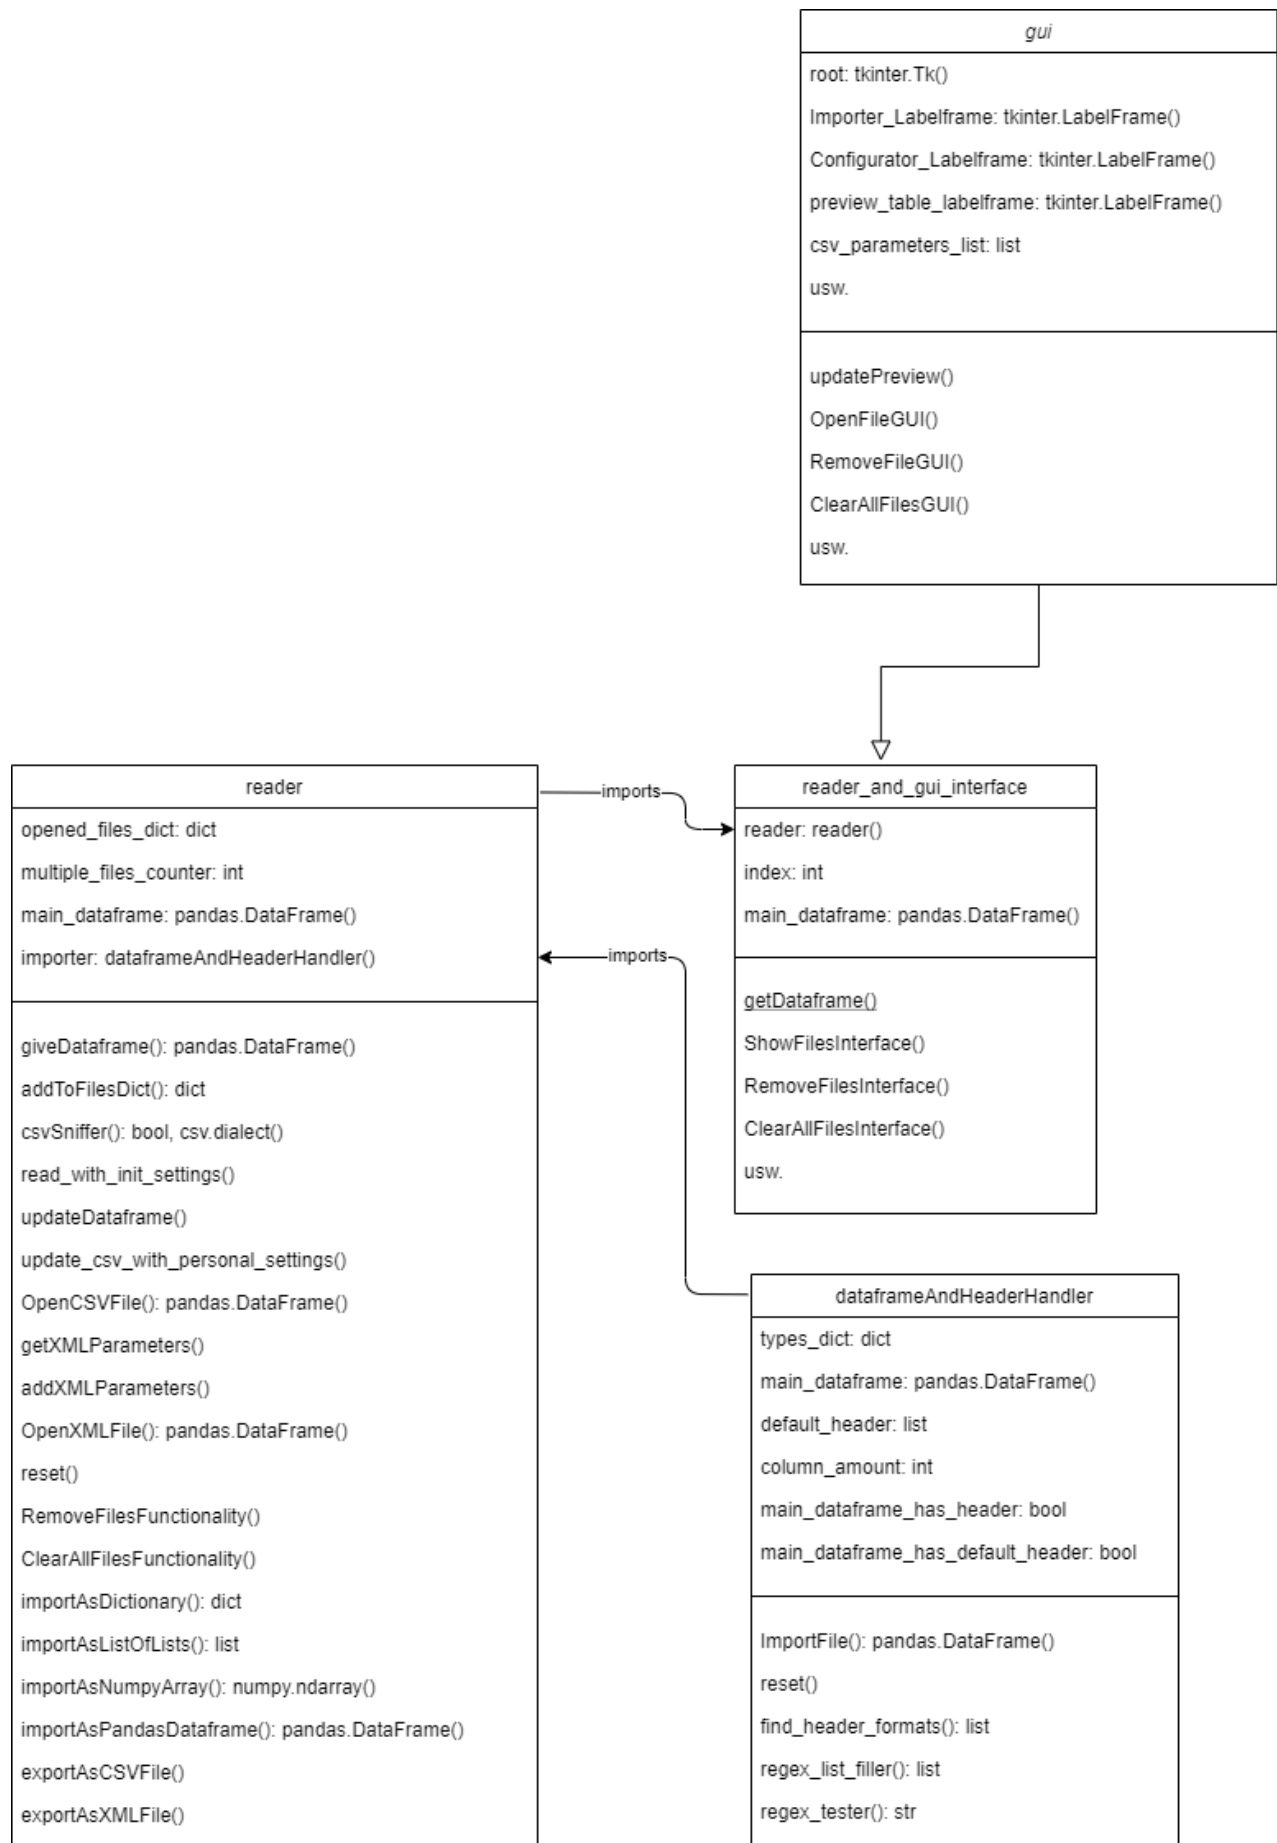 gui
root: tkinter.Tk()
Importer_Labelframe: tkinter.LabelFrame()
Configurator_Labelframe: tkinter.LabelFrame()
preview_table_labelframe: tkinter.LabelFrame()
csv_parameters_list: list
usw.
updatePreview()
OpenFileGUI()
RemoveFileGUI()
ClearAllFilesGUI()
usw.
reader
opened_files_dict: dict
multiple_files_counter: int
main_dataframe: pandas.DataFrame()
importer: dataframeAndHeaderHandler()
giveDataframe(): pandas.DataFrame()
addToFilesDict(): dict
csvSniffer(): bool, csv.dialect()
read_with_init_settings()
updateDataframe()
update_csv_with_personal_settings()
OpenCSVFile(): pandas.DataFrame()
getXMLParameters()
addXMLParameters()
OpenXMLFile(): pandas.DataFrame()
reset()
RemoveFilesFunctionality()
ClearAllFilesFunctionality()
importAsDictionary(): dict
importAsListOfLists(): list
importAsNumpyArray(): numpy.ndarray()
importAsPandasDataframe(): pandas.DataFrame()
exportAsCSVFile()
exportAsXMLFile()
imports
imports
reader_and_gui_interface
reader: reader()
index: int
main_dataframe: pandas.DataFrame()
getDataframe()
ShowFilesInterface()
RemoveFilesInterface()
ClearAllFilesInterface()
usw.
dataframeAndHeaderHandler
types_dict: dict
main_dataframe: pandas.DataFrame()
default_header: list
column_amount: int
main_dataframe_has_header: bool
main_dataframe_has_default_header: bool
ImportFile(): pandas.DataFrame()
reset()
find_header_formats(): list
regex_list_filler(): list
regex_tester(): str